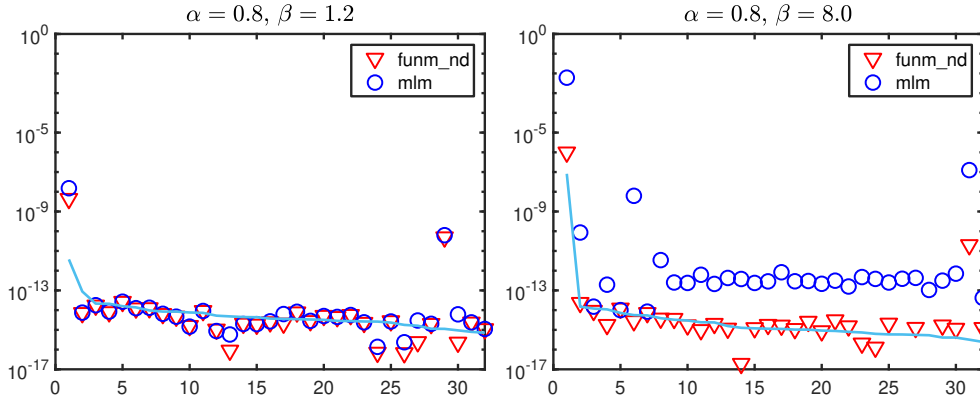 α = 0.8, β = 1.2
10^0
10^-5
10^-9
10^-13
10^-17
0 5 10 15 20 25 30
funm_nd
mlm
α = 0.8, β = 8.0
10^0
10^-5
10^-9
10^-13
10^-17
0 5 10 15 20 25 30
funm_nd
mlm